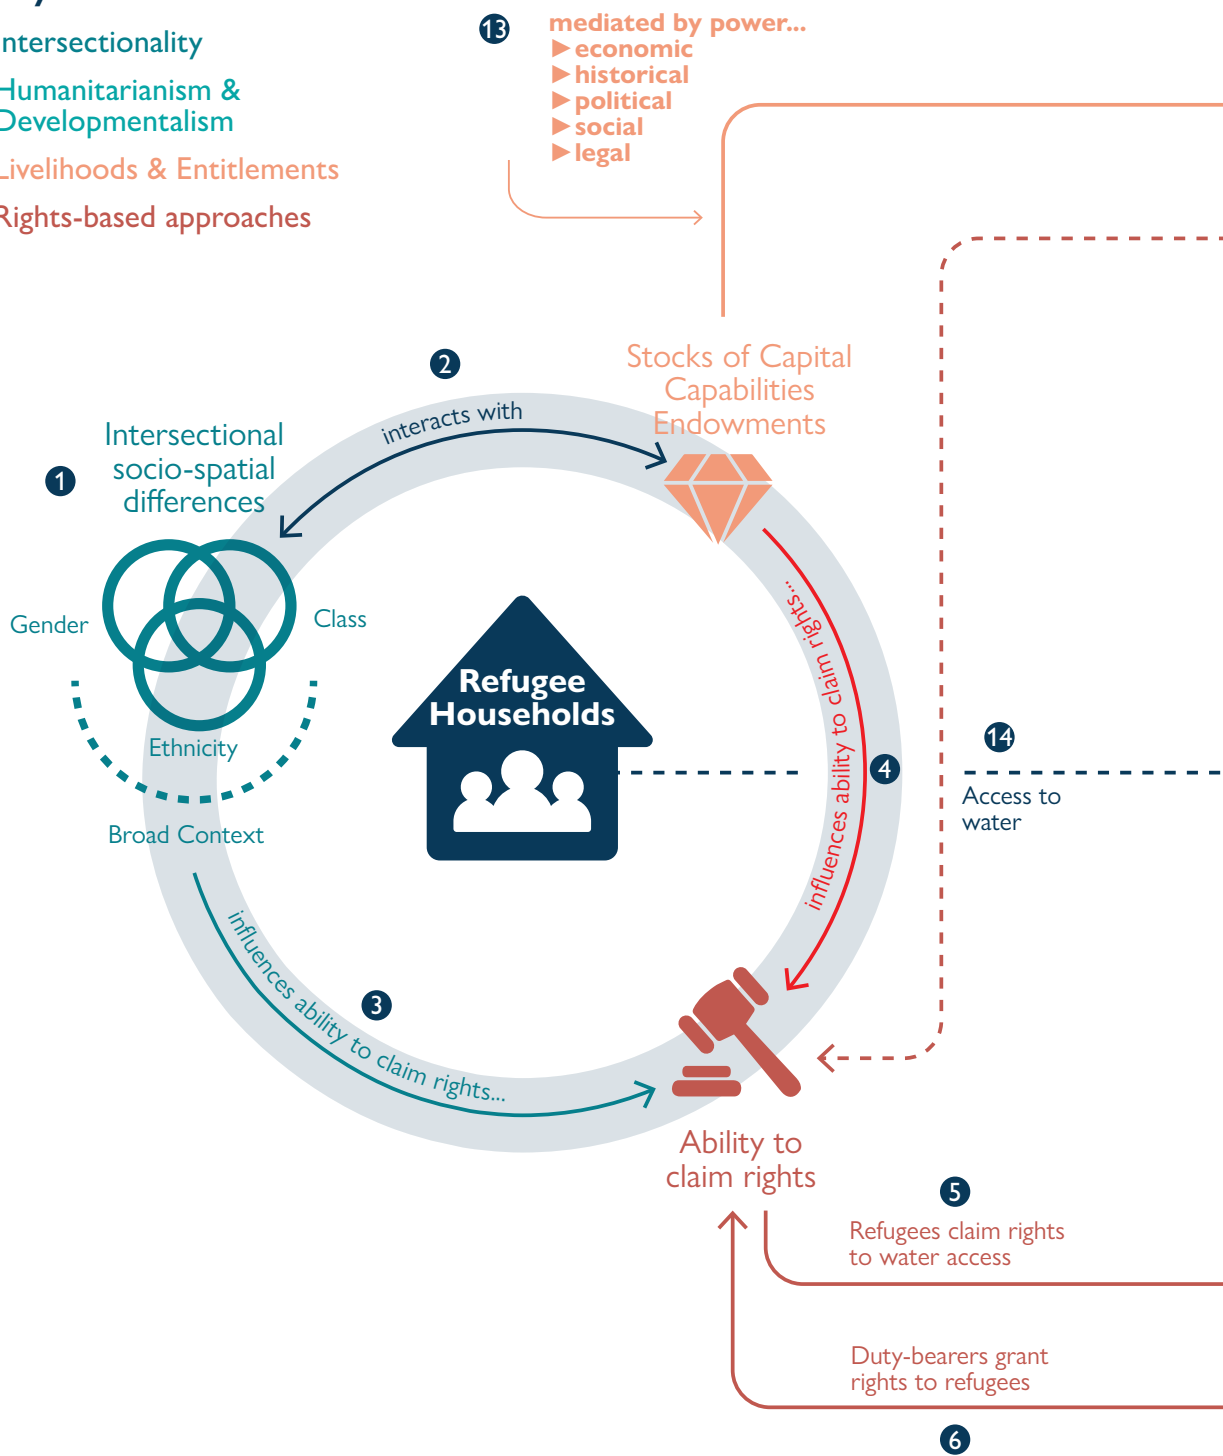 ntersectionality
Humanitarianism &
Developmentalism
Livelihoods & Entitlements
Rights-based approaches
13
mediated by power...
►economic
►historical
►political
►social
►legal
2
interacts with
Stocks of Capital
Capabilities
Endowments
1
Intersectional
socio-spatial
differences
Gender
Class
Ethnicity
Broad Context
Refugee
Households
influences ability to claim rights...
4
14
Access to
water
influences ability to claim rights...
3
Ability to
claim rights
5
Refugees claim rights
to water access
Duty-bearers grant
rights to refugees
6